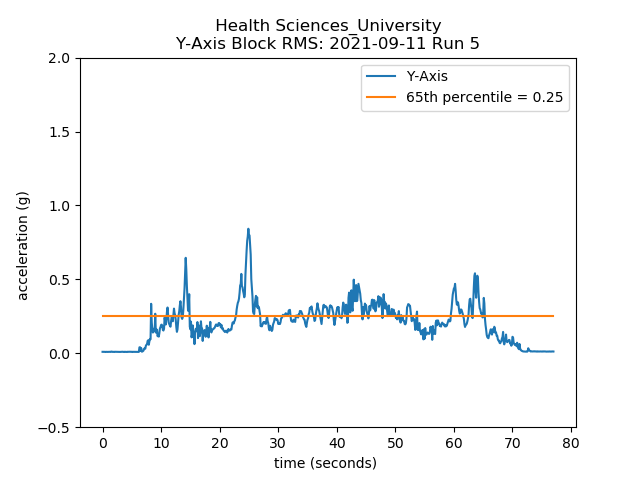 Health Sciences_University
Y-Axis Block RMS: 2021-09-11 Run 5
2.0
1.5
1.0
0.5
0.0
−0.5
acceleration (g)
Y-Axis
65th percentile = 0.25
0 10 20 30 40 50 60 70 80
time (seconds)